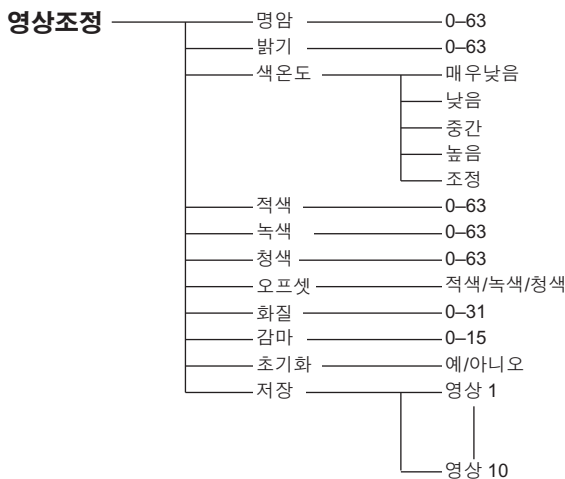 영상조정 명암 0–63
밝기 0–63
색온도 매우낮음
낮음
중간
높음
조정
적색 0–63
녹색 0–63
청색 0–63
오프셋 적색/녹색/청색
화질 0–31
감마 0–15
초기화 예/아니오
저장 영상 1
영상 10